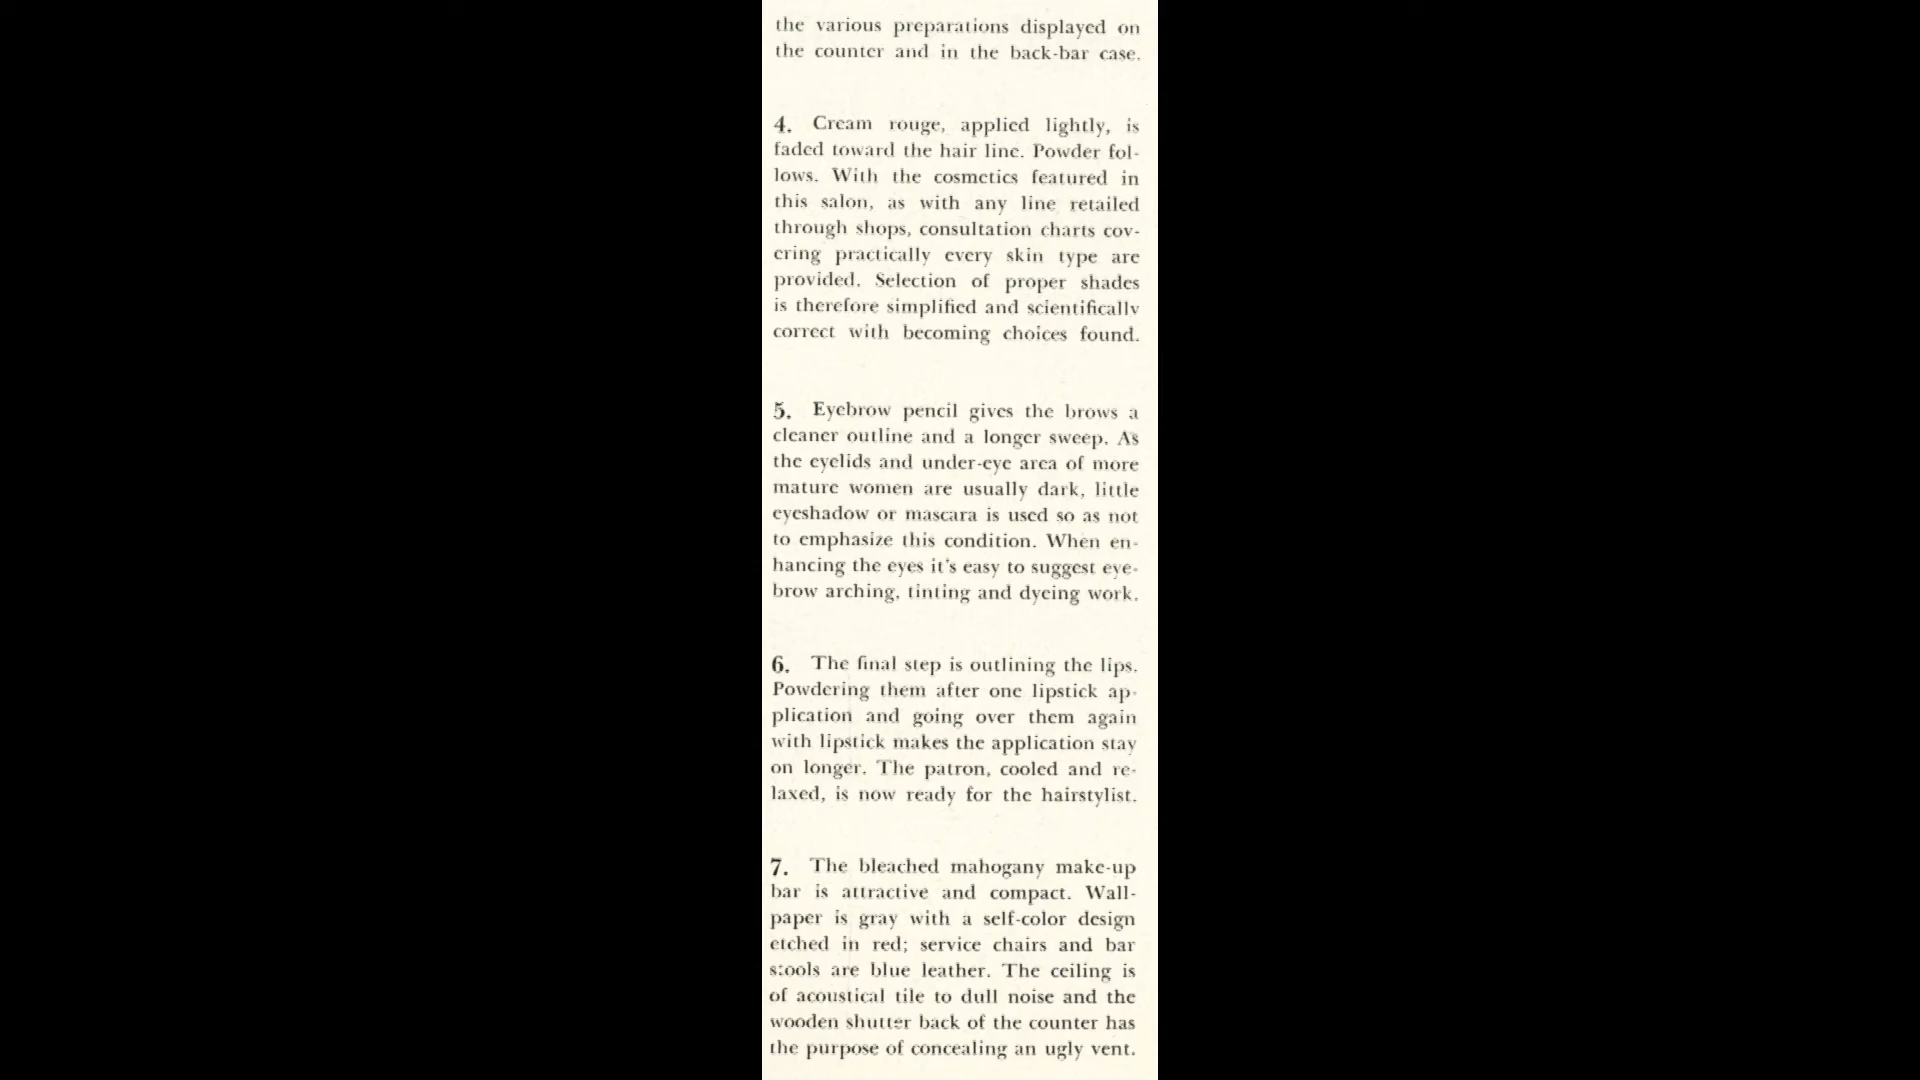 the various preparations displayed on
the counter and in the back-bar case.
4. Cream rouge, applied lightly, is
faded toward the hair line. Powder fol-
lows. With the cosmetics featured in
this salon, as with any line retailed
through shops, consultation charts cov-
ering practically every skin type are
provided. Selection of proper shades
is therefore simplified and scientifically
correct with becoming choices found.
5. Eyebrow pencil gives the brows a
cleaner outline and a longer sweep. As
the eyelids and under-eye area of more
mature women are usually dark, little
eyeshadow or mascara is used so as not
to emphasize this condition. When en-
hancing the eyes it's easy to suggest eye-
brow arching, tinting and dyeing work.
6. The final step is outlining the lips.
Powdering them after one lipstick ap-
plication and going over them again
with lipstick makes the application stay
on longer. The patron, cooled and re-
laxed, is now ready for the hairstylist.
7. The bleached mahogany make-up
bar is attractive and compact. Wall-
paper is gray with a self-color design
etched in red; service chairs and bar
stools are blue leather. The ceiling is
of acoustical tile to dull noise and the
wooden shutter back of the counter has
the purpose of concealing an ugly vent.